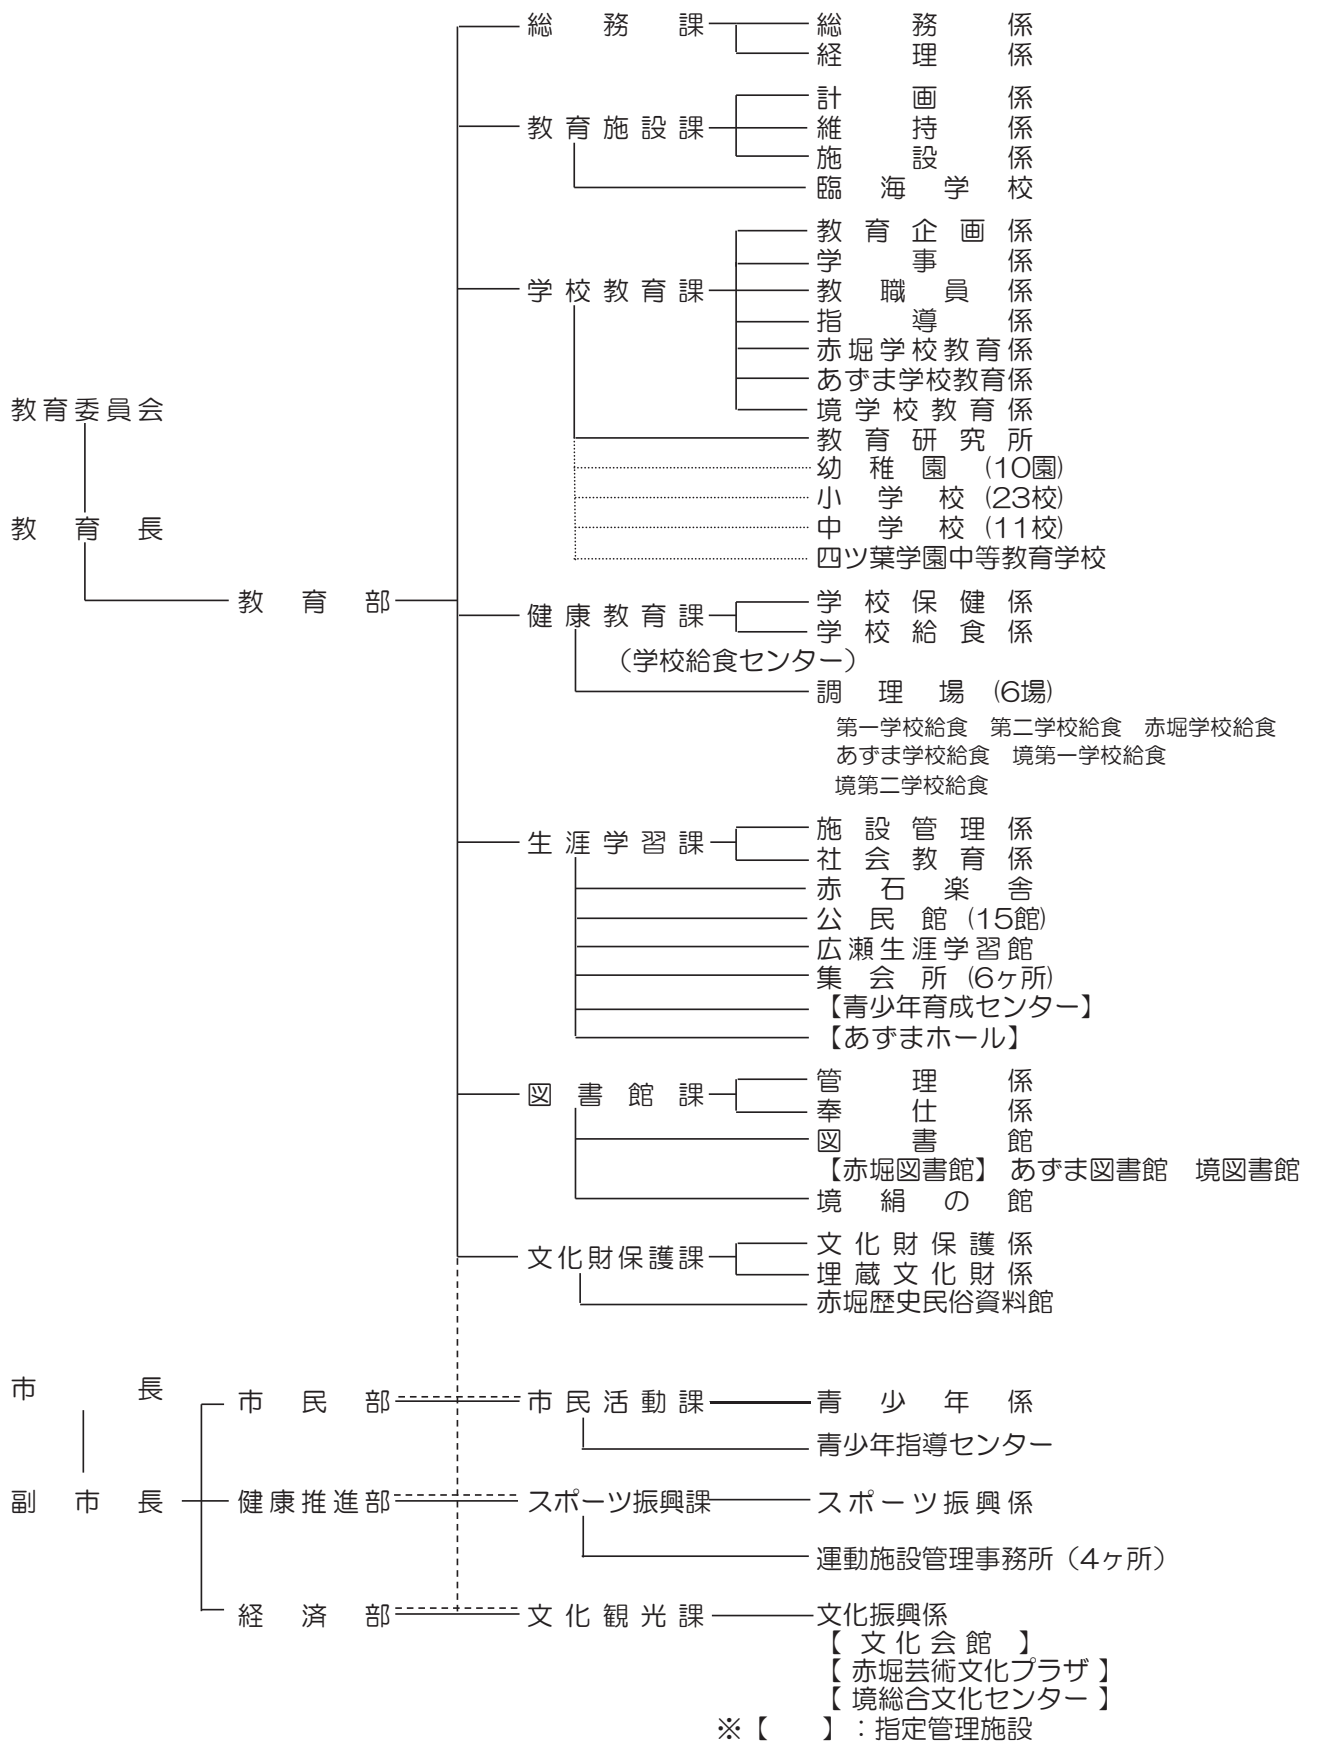 総務課 総務係
経理係
計画係
教育施設課 維持係
施設係
臨海学校
教育企画係
学事係
学校教育課 教職員係
指導係
赤堀学校教育係
あずま学校教育係
教育委員会 境学校教育係
教育研究所
幼稚園 (10園)
小学校 (23校)
教育長 中学校 (11校)
四ツ葉学園中等教育学校
教育部 学校保健係
健康教育課 学校給食係
（学校給食センター）
調理場 (6場)
第一学校給食 第二学校給食 赤堀学校給食
あずま学校給食 境第一学校給食
境第二学校給食
施設管理係
生涯学習課 社会教育係
赤石楽舎
公民館 (15館)
広瀬生涯学習館
集会所 (6ヶ所)
【青少年育成センター】
【あずまホール】
管理係
図書館課 奉仕係
図書館
【赤堀図書館】 あずま図書館 境図書館
境絹の館
文化財保護係
文化財保護課 埋蔵文化財係
赤堀歴史民俗資料館
市長 市民部 市民活動課 青少年係
青少年指導センター
副市長 健康推進部 スポーツ振興課 スポーツ振興係
運動施設管理事務所（4ヶ所）
経済部 文化観光課 文化振興係
【 文化会館 】
【 赤堀芸術文化プラザ 】
【 境総合文化センター 】
※【　　】：指定管理施設